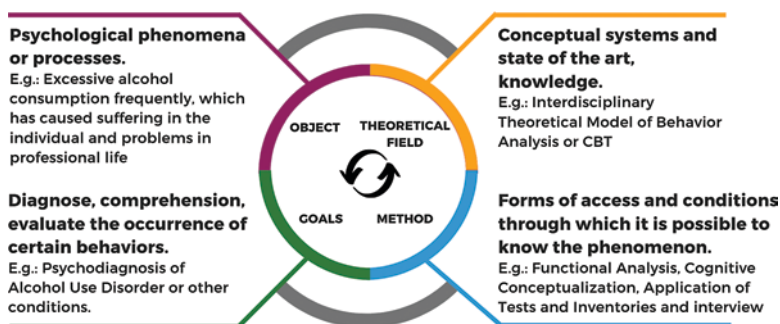 Psychological phenomena
or processes.
E.g.: Excessive alcohol
consumption frequently, which
has caused suffering in the
individual and problems in
professional life
Conceptual systems and
state of the art,
knowledge.
E.g.: Interdisciplinary
Theoretical Model of Behavior
Analysis or CBT
OBJECT
THEORETICAL
FIELD
GOALS
METHOD
Diagnose, comprehension,
evaluate the occurrence of
certain behaviors.
E.g.: Psychodiagnosis of
Alcohol Use Disorder or other
conditions.
Forms of access and conditions
through which it is possible to
know the phenomenon.
E.g.: Functional Analysis, Cognitive
Conceptualization, Application of
Tests and Inventories and interview